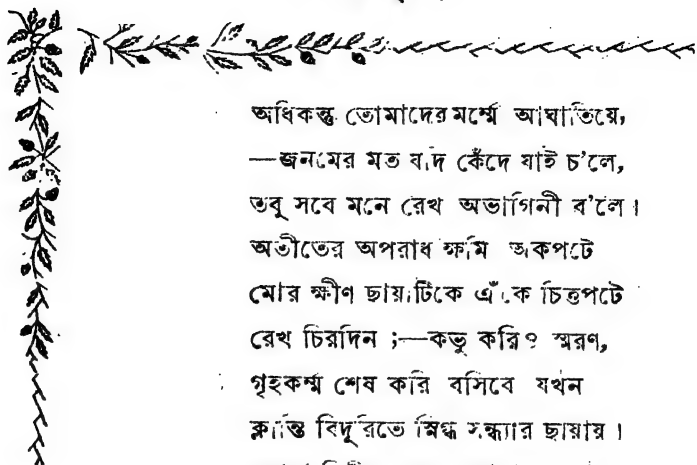 অধিকন্তু তোমাদের মর্ম্মে আঘাতিয়ে,
—জনমের মত যদি কেঁদে যাই চ'লে,
তবু সবে মনে রেখ অভাগিনী ব'লে।
অতীতের অপরাধ ক্ষমি অকপটে
মোর ক্ষীণ ছায়াটিকে এঁকে চিত্তপটে
রেখ চিরদিন ;—কভু করিও স্মরণ,
গৃহকর্ম্ম শেষ করি বসিবে যখন
ক্লান্তি বিদূরিতে স্নিগ্ধ সন্ধ্যার ছায়ায়।